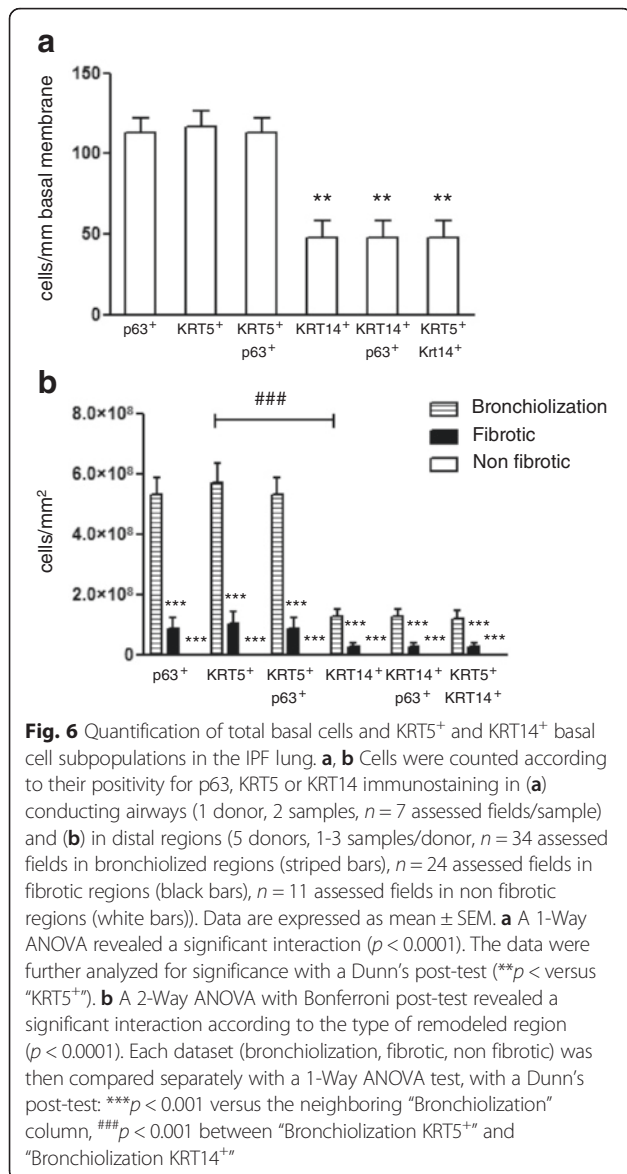 a
150
100
50
0
cells/mm basal membrane
** ** **
p63⁺ KRT5⁺ KRT5⁺ KRT14⁺ KRT14⁺ KRT5⁺
p63⁺ p63⁺ Krt14⁺
b
8.0×10⁸
6.0×10⁸
4.0×10⁸
2.0×10⁸
0
cells/mm²
###
Bronchiolization
Fibrotic
Non fibrotic
*** *** *** *** *** ***
*** *** *** *** *** ***
p63⁺ KRT5⁺ KRT5⁺ KRT14⁺ KRT14⁺ KRT5⁺
p63⁺ p63⁺ KRT14⁺
Fig. 6 Quantification of total basal cells and KRT5⁺ and KRT14⁺ basal
cell subpopulations in the IPF lung. a, b Cells were counted according
to their positivity for p63, KRT5 or KRT14 immunostaining in (a)
conducting airways (1 donor, 2 samples, n = 7 assessed fields/sample)
and (b) in distal regions (5 donors, 1-3 samples/donor, n = 34 assessed
fields in bronchiolized regions (striped bars), n = 24 assessed fields in
fibrotic regions (black bars), n = 11 assessed fields in non fibrotic
regions (white bars)). Data are expressed as mean ± SEM. a A 1-Way
ANOVA revealed a significant interaction (p < 0.0001). The data were
further analyzed for significance with a Dunn's post-test (**p < versus
"KRT5⁺"). b A 2-Way ANOVA with Bonferroni post-test revealed a
significant interaction according to the type of remodeled region
(p < 0.0001). Each dataset (bronchiolization, fibrotic, non fibrotic) was
then compared separately with a 1-Way ANOVA test, with a Dunn's
post-test: ***p < 0.001 versus the neighboring "Bronchiolization"
column, ###p < 0.001 between "Bronchiolization KRT5⁺" and
"Bronchiolization KRT14⁺"